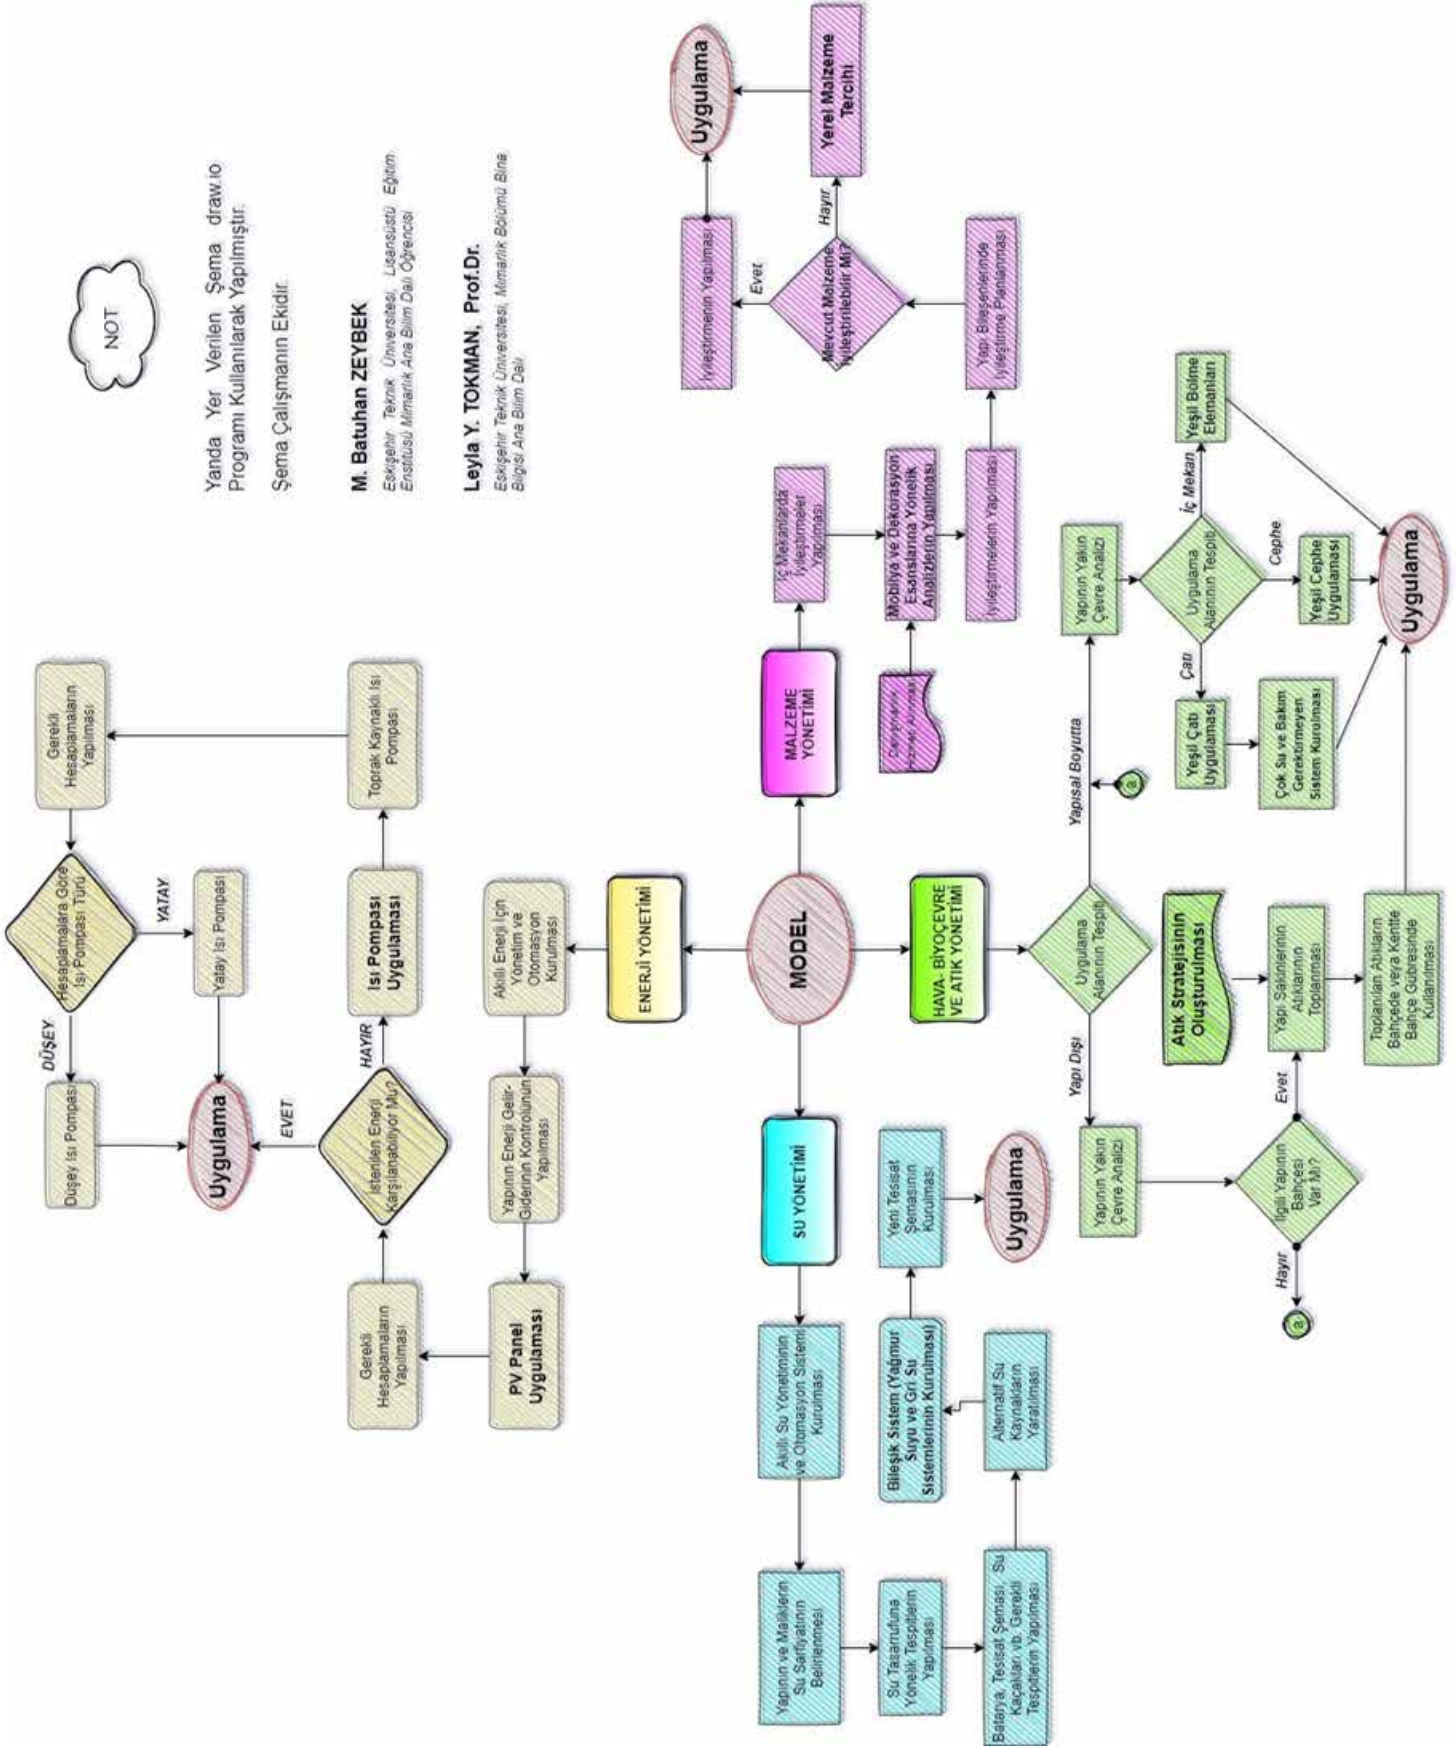 NOT
Yanda Yer Verilen Şema draw.io
Programı Kullanılarak Yapılmıştır.
Şema Çalışmanın Ekidir.
M. Batuhan ZEYBEK
Eskişehir Teknik Üniversitesi, Lisansüstü Eğitim
Enstitüsü Mimarlık Ana Bilim Dalı Öğrencisi
Leyla Y. TOKMAN, Prof.Dr.
Eskişehir Teknik Üniversitesi, Mimarlık Bölümü Bina
Bilgisi Ana Bilim Dalı
MODEL
ENERJİ YÖNETİMİ
Akıllı Enerji İçin
Yönetim ve
Otomasyon
Kurulması
Yapının Enerji Gelir-
Giderinin Kontrolünün
Yapılması
PV Panel
Uygulaması
Gerekli
Hesaplamaların
Yapılması
İstenilen Enerji
Karşılanabiliyor Mu?
EVET
Uygulama
HAYIR
Isı Pompası
Uygulaması
Toprak Kaynaklı Isı
Pompası
Gerekli
Hesaplamaların
Yapılması
Hesaplamalara Göre
Isı Pompası Türü
DÜŞEY
Düşey Isı Pompası
YATAY
Yatay Isı Pompası
MALZEME
YÖNETİMİ
İç Mekanlarda
İyileştirmeler
Yapılması
Mobilya ve Dekorasyon
Esanslarına Yönelik
Analizlerin Yapılması
Danışmanlık
Hizmeti Alınması
İyileştirmelerin Yapılması
Yapı Bileşenlerinde
İyileştirme Planlanması
Mevcut Malzeme
İyileştirilebilir Mi?
Evet
İyileştirmenin Yapılması
Hayır
Yerel Malzeme
Tercihi
Uygulama
SU YÖNETİMİ
Akıllı Su Yönetiminin
ve Otomasyon Sistemi
Kurulması
Yapının ve Maliklerin
Su Sarfiyatının
Belirlenmesi
Su Tasarrufuna
Yönelik Tespitlerin
Yapılması
Batarya, Tesisat Şeması, Su
Kaçakları vb. Gerekli
Tespitlerin Yapılması
Alternatif Su
Kaynakların
Yaratılması
Bileşik Sistem (Yağmur
Suyu ve Gri Su
Sistemlerinin Kurulması)
Yeni Tesisat
Şemasının
Kurulması
Uygulama
HAVA- BİYOÇEVRE
VE ATIK YÖNETİMİ
Uygulama
Alanının Tespiti
Yapı Dışı
Yapının Yakın
Çevre Analizi
İlgili Yapının
Bahçesi
Var Mı?
Hayır
a
Evet
Yapı Sakinlerinin
Atıklarının
Toplanması
Atık Stratejisinin
Oluşturulması
Toplanılan Atıkların
Bahçede veya Kentte
Bahçe Gübresinde
Kullanılması
Yapısal Boyutta
a
Yapının Yakın
Çevre Analizi
Uygulama
Alanının Tespiti
Çatı
Yeşil Çatı
Uygulaması
Çok Su ve Bakım
Gerektirmeyen
Sistem Kurulması
Cephe
Yeşil Cephe
Uygulaması
İç Mekan
Yeşil Bölme
Elemanları
Uygulama